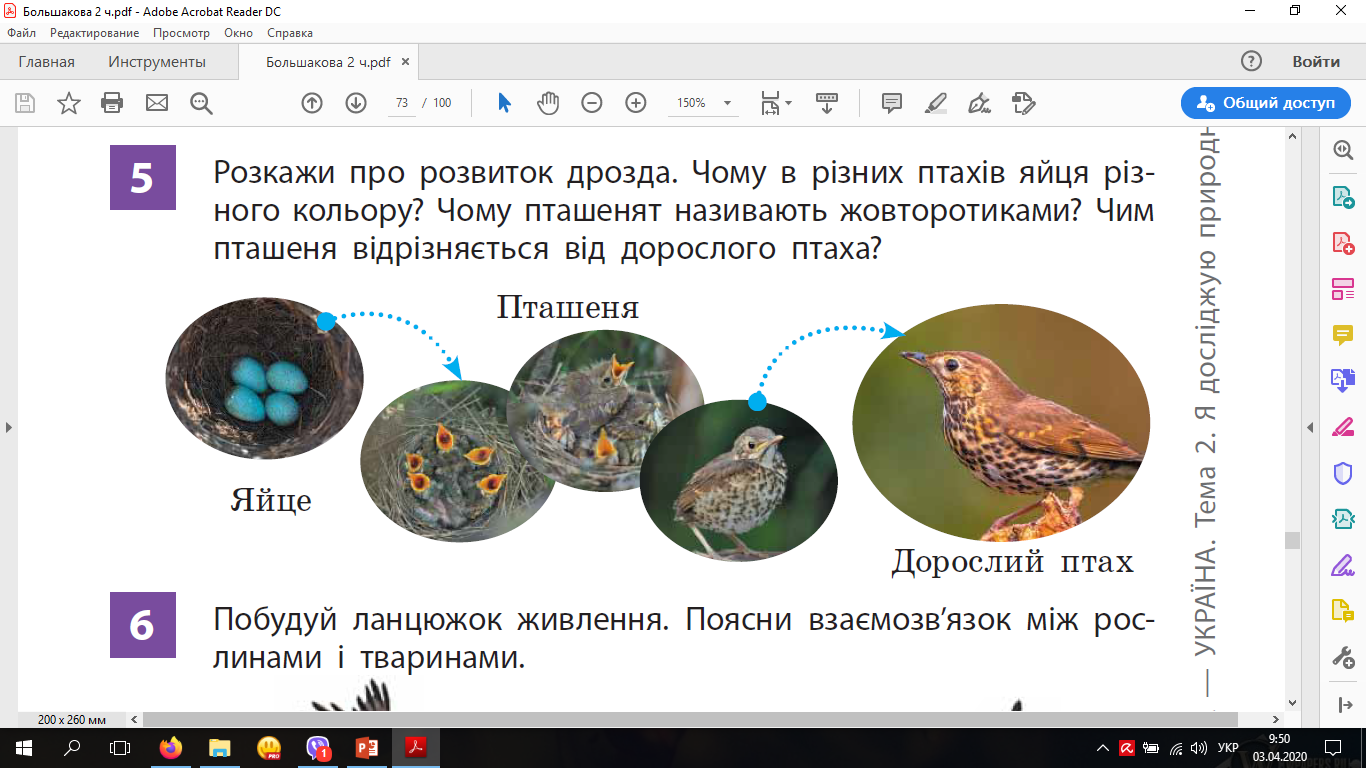 Большакова 2 ч.pdf - Adobe Acrobat Reader DC
Файл Редактирование Просмотр Окно Справка
Главная Инструменты Большакова 2 ч.pdf × Войти
73 / 100 150% Общий доступ
5
Розкажи про розвиток дрозда. Чому в різних птахів яйця різ-
ного кольору? Чому пташенят називають жовторотиками? Чим
пташеня відрізняється від дорослого птаха?
Пташеня
Яйце
Дорослий птах
6
Побудуй ланцюжок живлення. Поясни взаємозв’язок між рос-
линами і тваринами.
— УКРАЇНА. Тема 2. Я досліджую природ
200 x 260 мм
PRO 1 УКР 9:50
03.04.2020